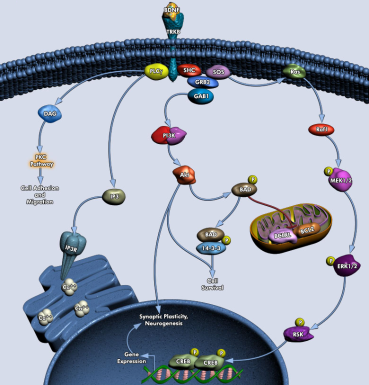 BDNF
TRKB
PLCγ
SHC
GRB2
SOS
GAB1
Ras
DAG
PI3K
Raf1
PKC
Pathway
Akt
BAD
MEK1/2
Cell Adhesion
and
Migration
IP3
IP3R
BAD
14-3-3
BCL2
ERK1/2
Cell
Survival
Synaptic Plasticity,
Neurogenesis
RSK
Gene
Expression
CREB
CREB